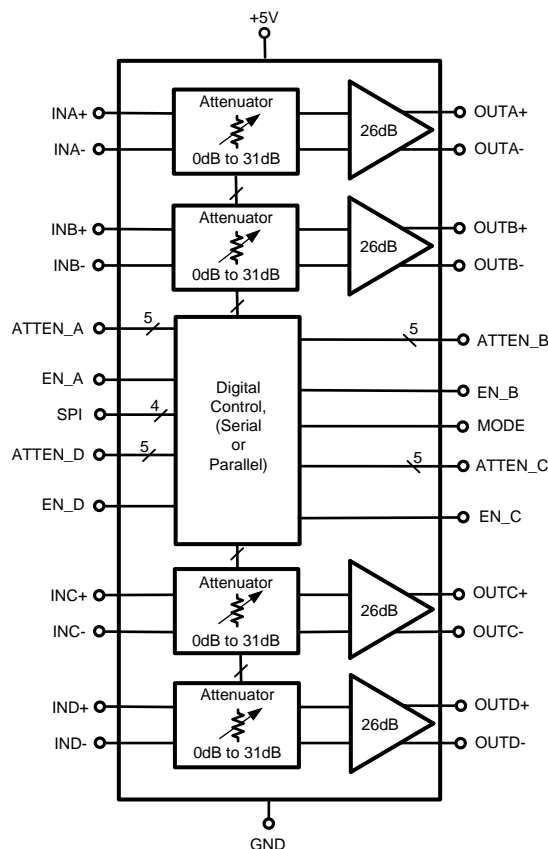 +5V
INA+
INA-
Attenuator
0dB to 31dB
26dB
OUTA+
OUTA-
INB+
INB-
Attenuator
0dB to 31dB
26dB
OUTB+
OUTB-
ATTEN_A
5
EN_A
SPI
4
ATTEN_D
5
EN_D
Digital
Control,
(Serial
or
Parallel)
5
ATTEN_B
EN_B
MODE
5
ATTEN_C
EN_C
INC+
INC-
Attenuator
0dB to 31dB
26dB
OUTC+
OUTC-
IND+
IND-
Attenuator
0dB to 31dB
26dB
OUTD+
OUTD-
GND